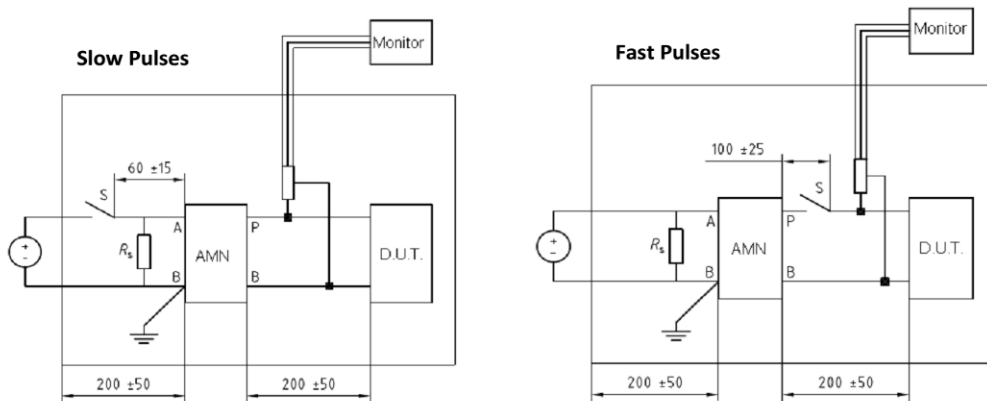 Slow Pulses
Monitor
60 ±15
S
A
P
Rs
AMN
D.U.T.
B
B
200 ±50
200 ±50
Fast Pulses
Monitor
100 ±25
S
A
P
Rs
AMN
D.U.T.
B
B
200 ±50
200 ±50